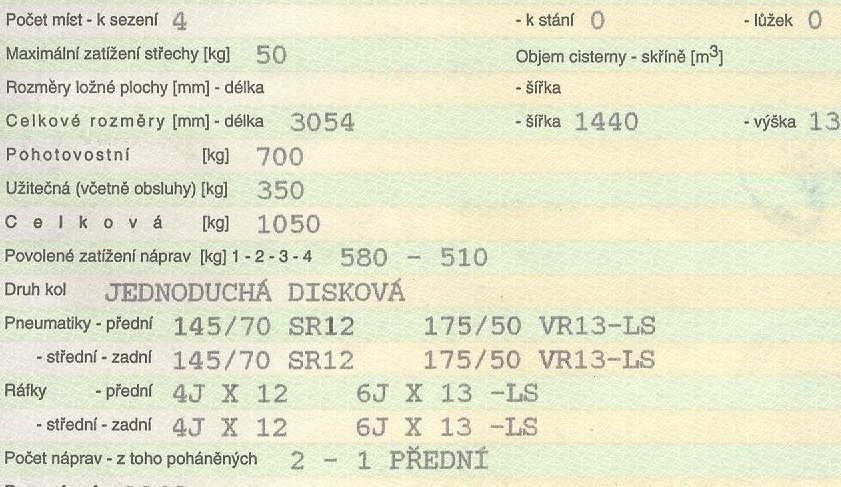 Počet míst - k sezení 4 - k stání 0 - lůžek 0
Maximální zatížení střechy [kg] 50 Objem cisterny - skříně [m³]
Rozměry ložné plochy [mm] - délka - šířka
Celkové rozměry [mm] - délka 3054 - šířka 1440 - výška 13
Pohotovostní [kg] 700
Užitečná (včetně obsluhy) [kg] 350
Celková [kg] 1050
Povolené zatížení náprav [kg] 1 - 2 - 3 - 4 580 - 510
Druh kol JEDNODUCHÁ DISKOVÁ
Pneumatiky - přední 145/70 SR12 175/50 VR13-LS
- střední - zadní 145/70 SR12 175/50 VR13-LS
Ráfky - přední 4J X 12 6J X 13 -LS
- střední - zadní 4J X 12 6J X 13 -LS
Počet náprav - z toho poháněných 2 - 1 PŘEDNÍ